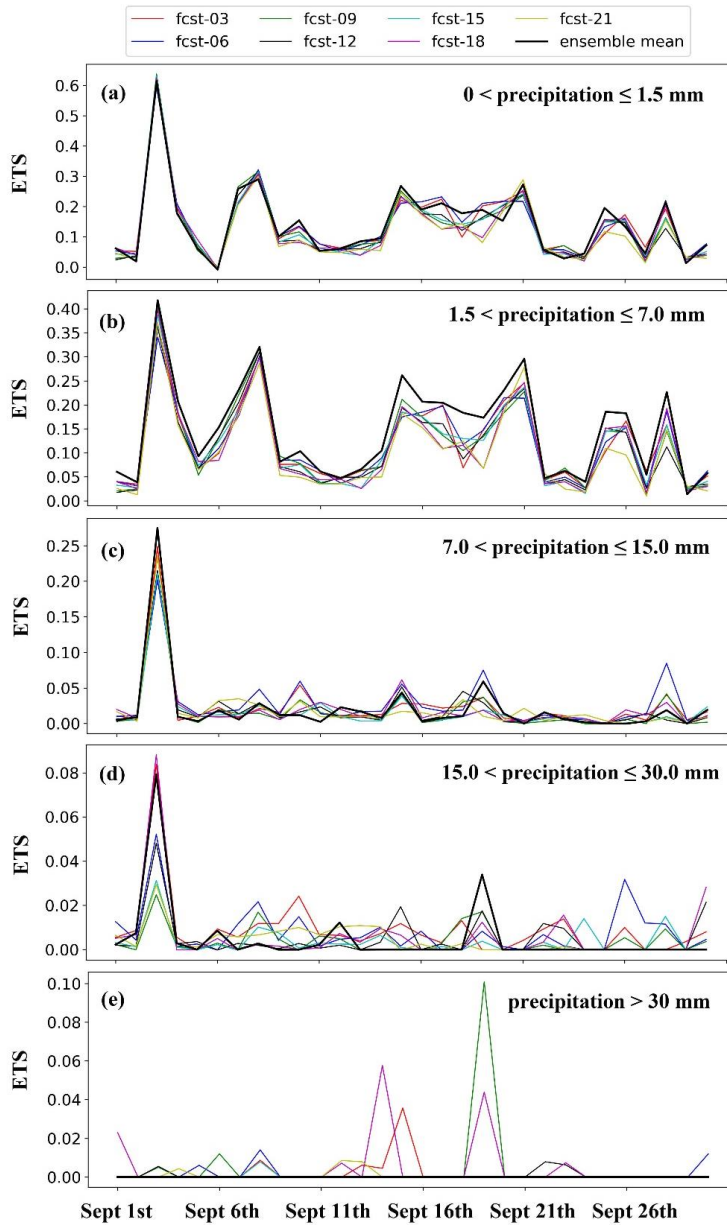 fcst-03 fcst-09 fcst-15 fcst-21
fcst-06 fcst-12 fcst-18 ensemble mean
(a) 0 < precipitation ≤ 1.5 mm
ETS
0.6
0.5
0.4
0.3
0.2
0.1
0.0
(b) 1.5 < precipitation ≤ 7.0 mm
ETS
0.40
0.35
0.30
0.25
0.20
0.15
0.10
0.05
0.00
(c) 7.0 < precipitation ≤ 15.0 mm
ETS
0.25
0.20
0.15
0.10
0.05
0.00
(d) 15.0 < precipitation ≤ 30.0 mm
ETS
0.08
0.06
0.04
0.02
0.00
(e) precipitation > 30 mm
ETS
0.10
0.08
0.06
0.04
0.02
0.00
Sept 1st Sept 6th Sept 11th Sept 16th Sept 21th Sept 26th